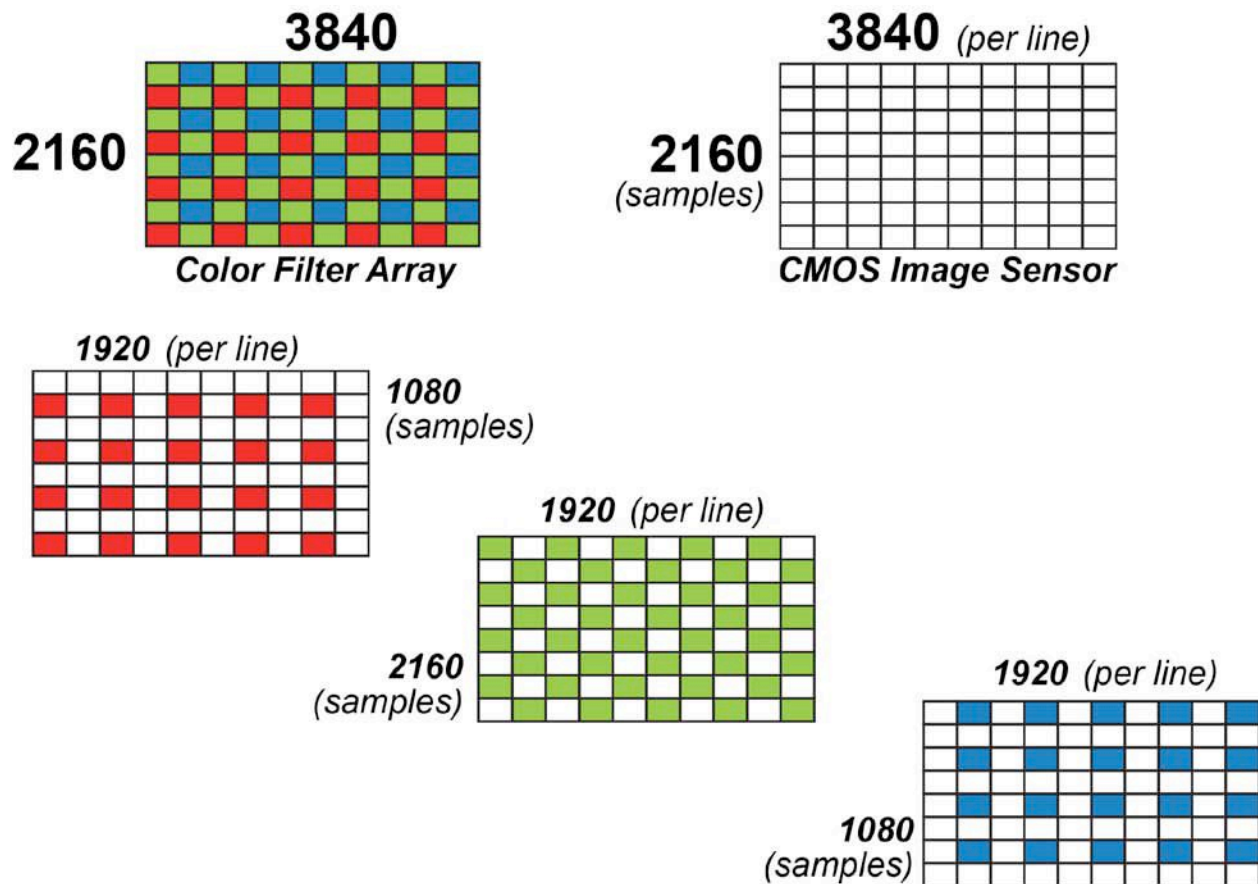 3840
2160
Color Filter Array
3840 (per line)
2160
(samples)
CMOS Image Sensor
1920 (per line)
1080
(samples)
1920 (per line)
2160
(samples)
1920 (per line)
1080
(samples)